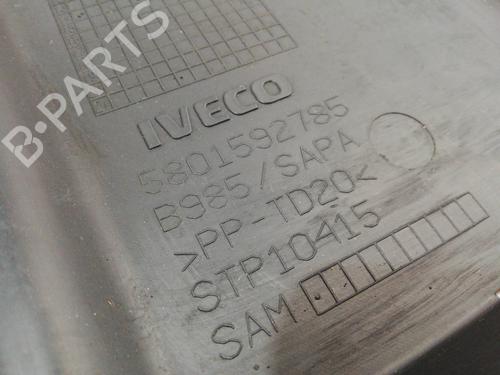 B-PARTS
IVECO
5801592785
B985/SAPA
>PP-TD20<
STP10415
SAM